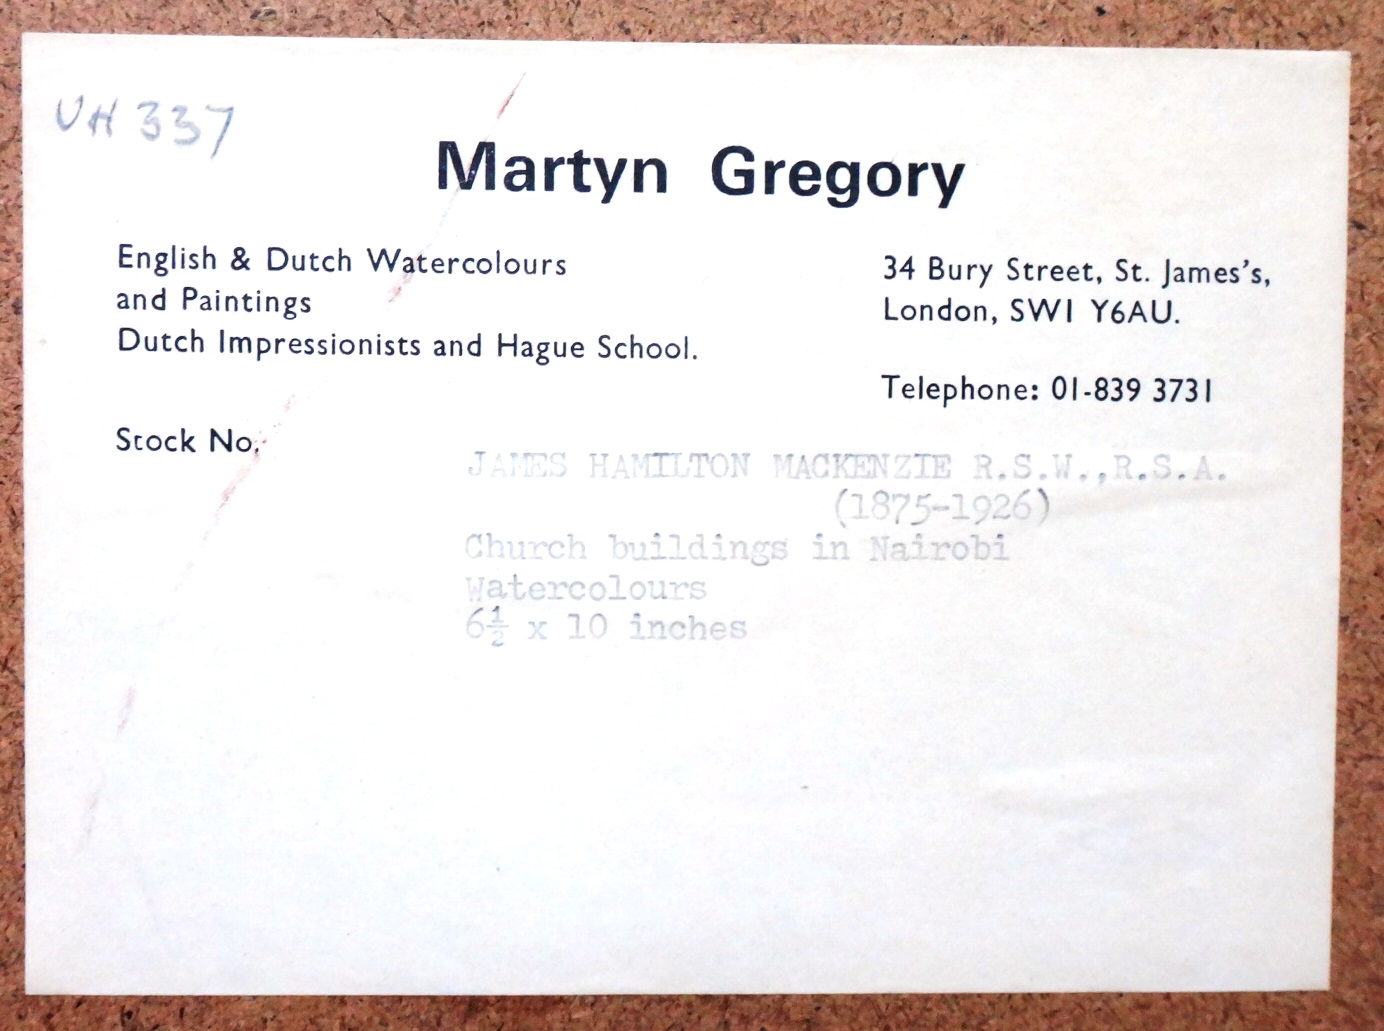 UH 337
Martyn Gregory
English & Dutch Watercolours
and Paintings
Dutch Impressionists and Hague School.
34 Bury Street, St. James's,
London, SW1 Y6AU.
Telephone: 01-839 3731
Stock No.
JAMES HAMILTON MACKENZIE R.S.W.,R.S.A.
(1875-1926)
Church buildings in Nairobi
Watercolours
6½ x 10 inches